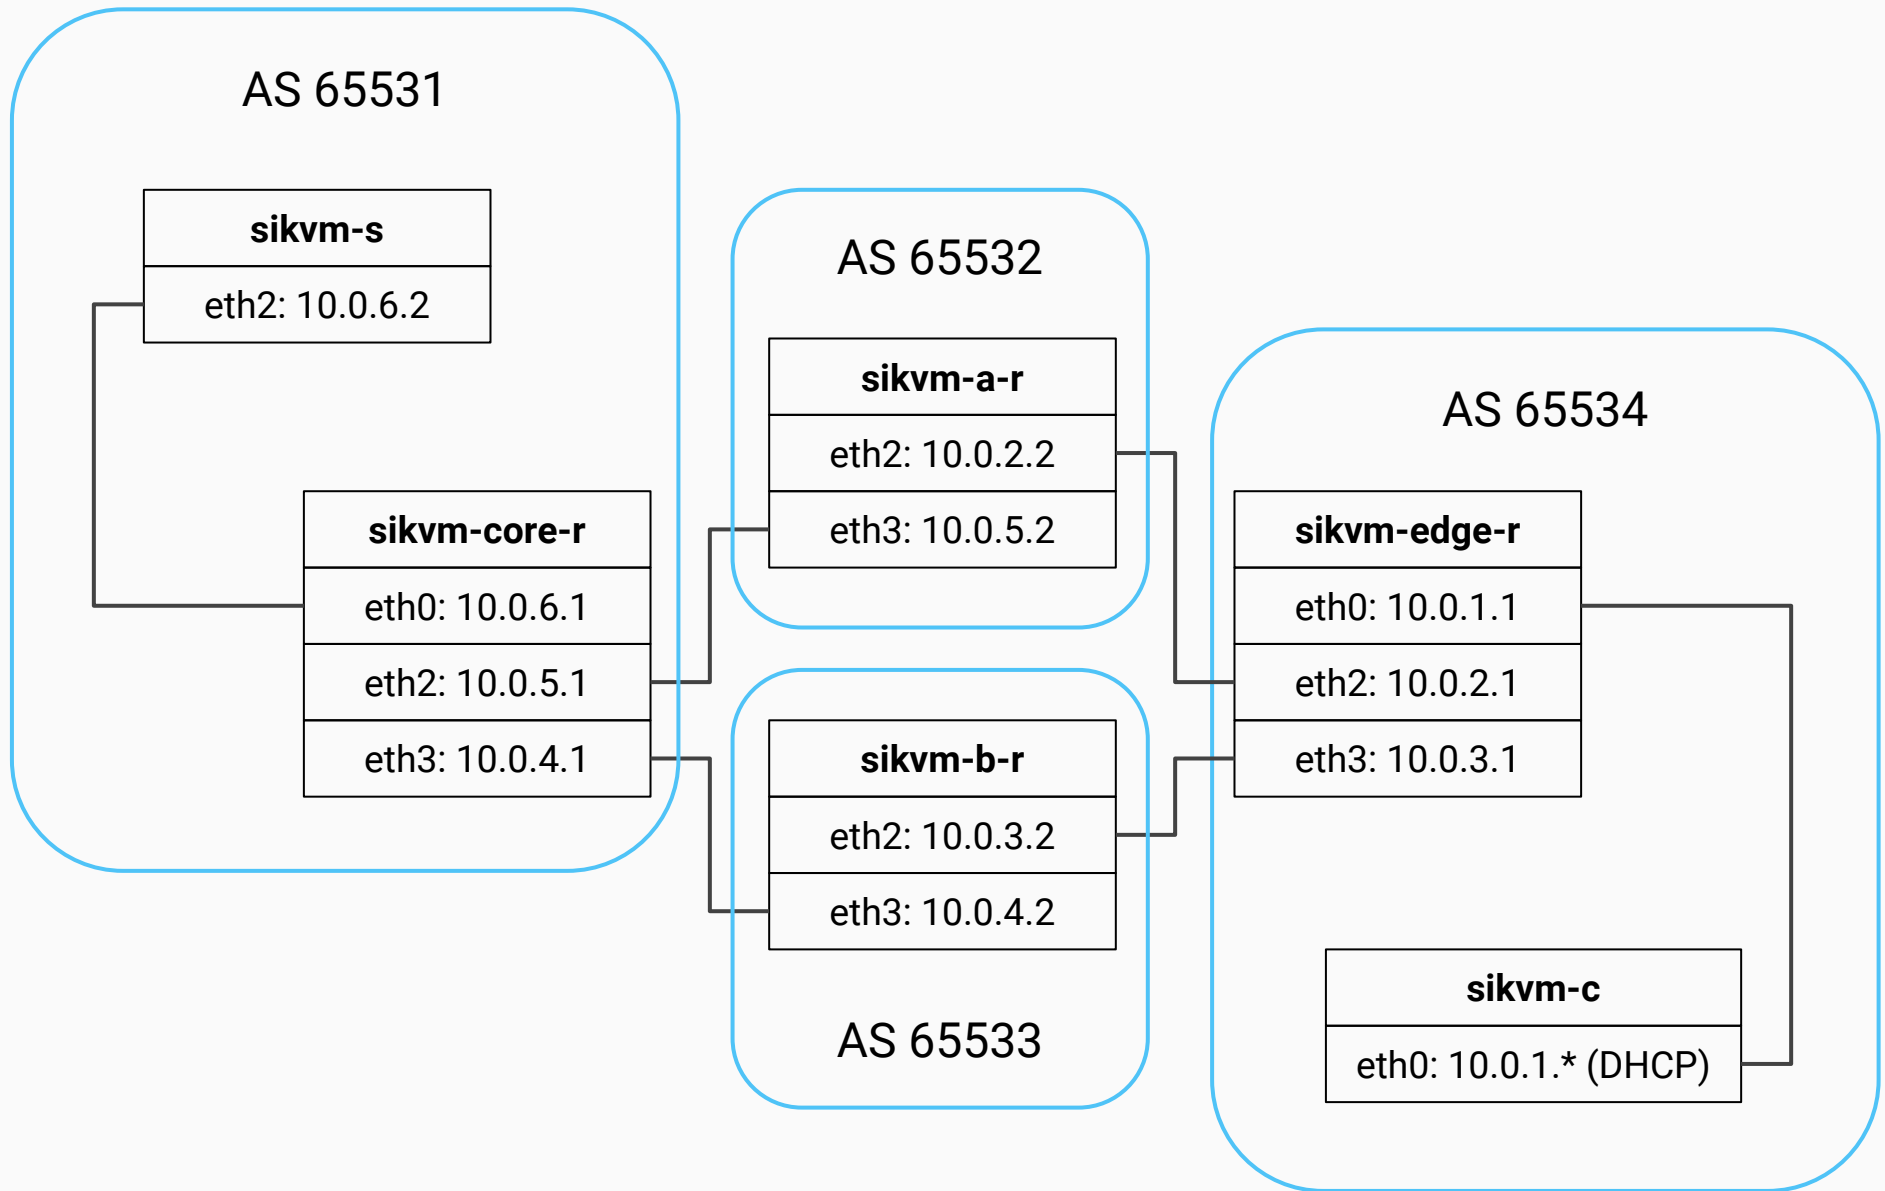 AS 65531
sikvm-s
eth2: 10.0.6.2
sikvm-core-r
eth0: 10.0.6.1
eth2: 10.0.5.1
eth3: 10.0.4.1
AS 65532
sikvm-a-r
eth2: 10.0.2.2
eth3: 10.0.5.2
sikvm-b-r
eth2: 10.0.3.2
eth3: 10.0.4.2
AS 65533
AS 65534
sikvm-edge-r
eth0: 10.0.1.1
eth2: 10.0.2.1
eth3: 10.0.3.1
sikvm-c
eth0: 10.0.1.* (DHCP)